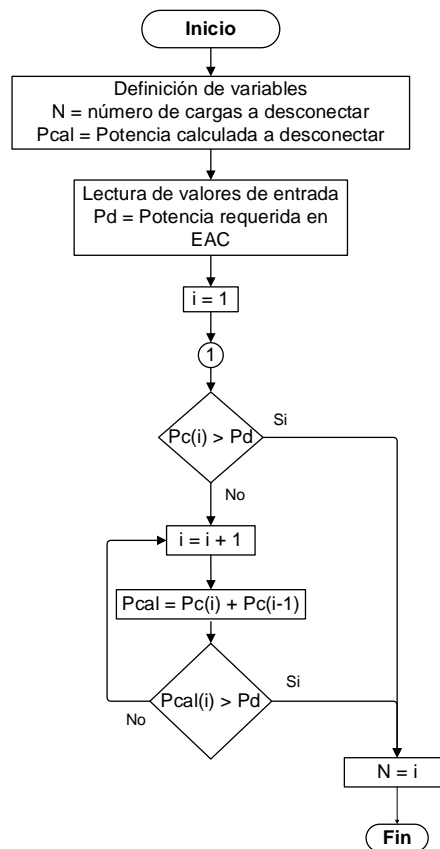 Inicio
Definición de variables
N = número de cargas a desconectar
Pcal = Potencia calculada a desconectar
Lectura de valores de entrada
Pd = Potencia requerida en
EAC
i = 1
1
Pc(i) > Pd
Si
No
i = i + 1
Pcal = Pc(i) + Pc(i-1)
Pcal(i) > Pd
Si
No
N = i
Fin